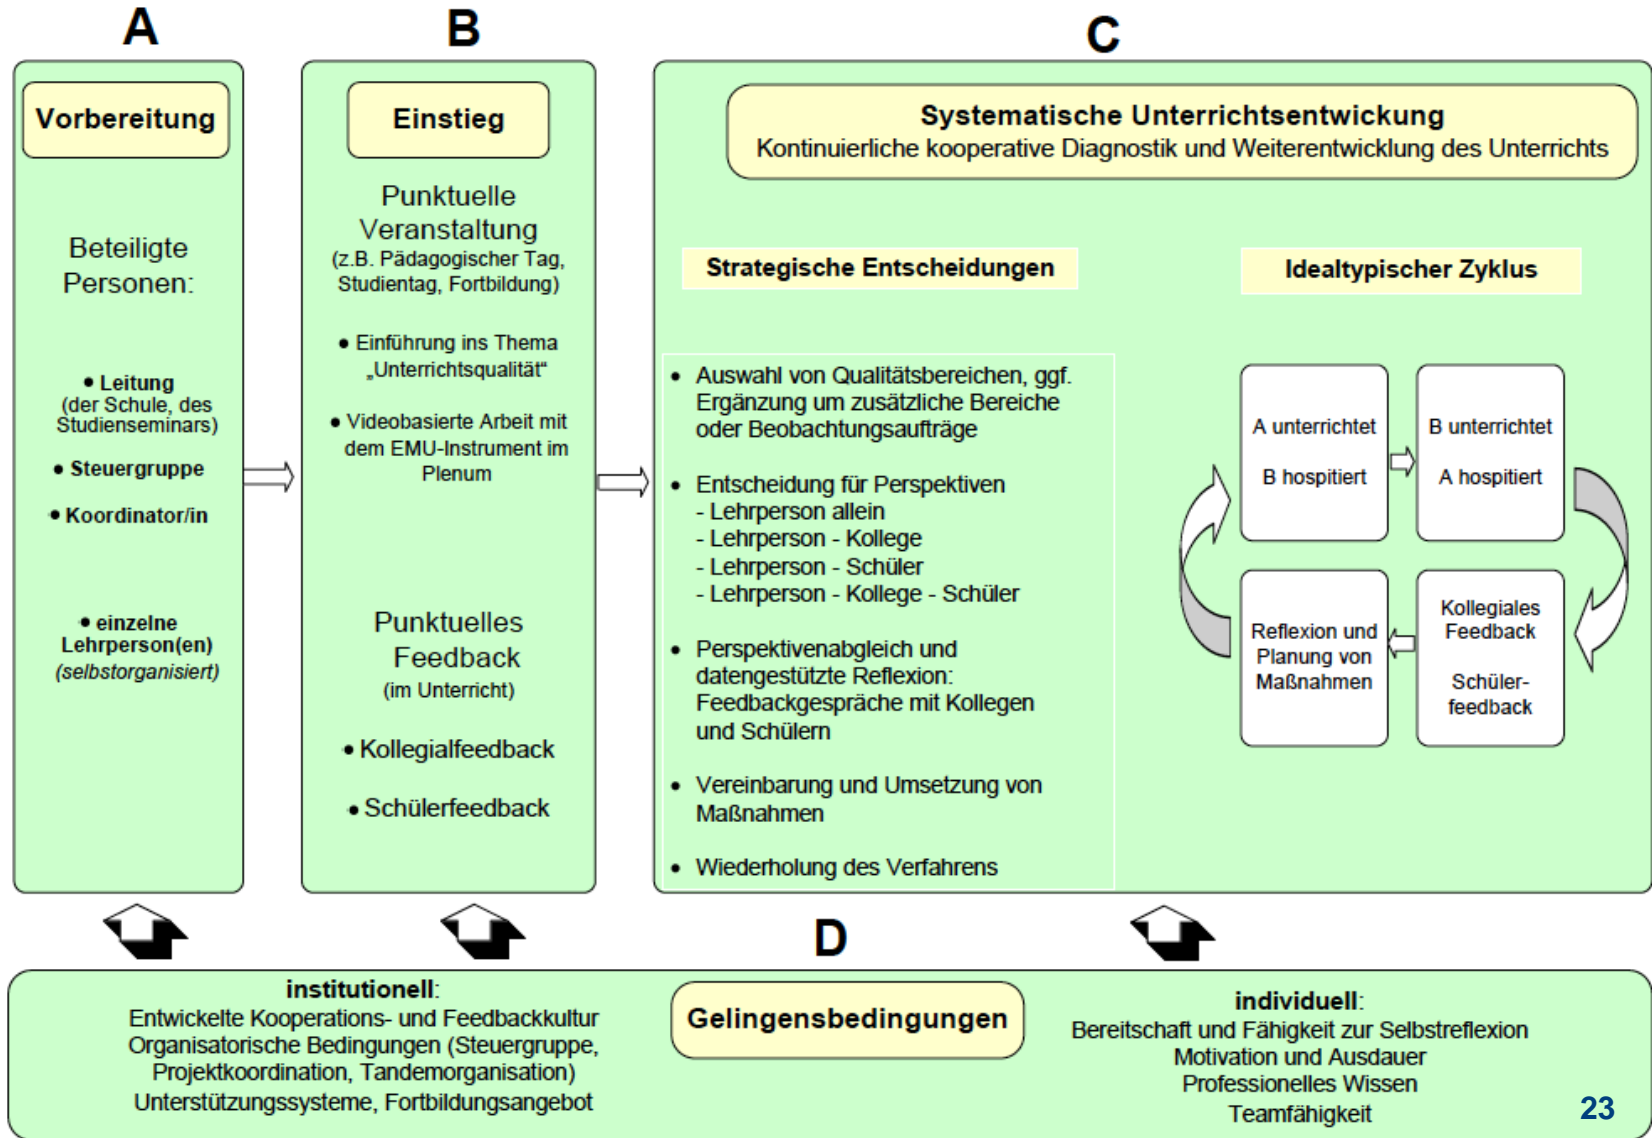 A
Vorbereitung
Beteiligte
Personen:
● Leitung
(der Schule, des
Studienseminars)
● Steuergruppe
● Koordinator/in
● einzelne
Lehrperson(en)
(selbstorganisiert)
B
Einstieg
Punktuelle
Veranstaltung
(z.B. Pädagogischer Tag,
Studientag, Fortbildung)
● Einführung ins Thema
„Unterrichtsqualität“
● Videobasierte Arbeit mit
dem EMU-Instrument im
Plenum
Punktuelles
Feedback
(im Unterricht)
● Kollegialfeedback
● Schülerfeedback
C
Systematische Unterrichtsentwickung
Kontinuierliche kooperative Diagnostik und Weiterentwicklung des Unterrichts
Strategische Entscheidungen
• Auswahl von Qualitätsbereichen, ggf.
Ergänzung um zusätzliche Bereiche
oder Beobachtungsaufträge
• Entscheidung für Perspektiven
- Lehrperson allein
- Lehrperson - Kollege
- Lehrperson - Schüler
- Lehrperson - Kollege - Schüler
• Perspektivenabgleich und
datengestützte Reflexion:
Feedbackgespräche mit Kollegen
und Schülern
• Vereinbarung und Umsetzung von
Maßnahmen
• Wiederholung des Verfahrens
Idealtypischer Zyklus
A unterrichtet
B hospitiert
B unterrichtet
A hospitiert
Kollegiales
Feedback
Schüler-
feedback
Reflexion und
Planung von
Maßnahmen
D
Gelingensbedingungen
institutionell:
Entwickelte Kooperations- und Feedbackkultur
Organisatorische Bedingungen (Steuergruppe,
Projektkoordination, Tandemorganisation)
Unterstützungssysteme, Fortbildungsangebot
individuell:
Bereitschaft und Fähigkeit zur Selbstreflexion
Motivation und Ausdauer
Professionelles Wissen
Teamfähigkeit
23